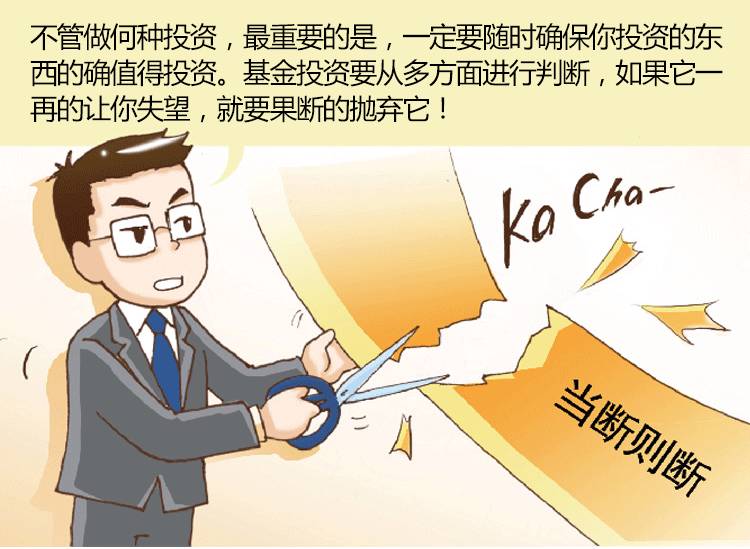 不管做何种投资，最重要的是，一定要随时确保你投资的东
西的确值得投资。基金投资要从多方面进行判断，如果它一
再的让你失望，就要果断的抛弃它！
Ka Cha-
当断则断